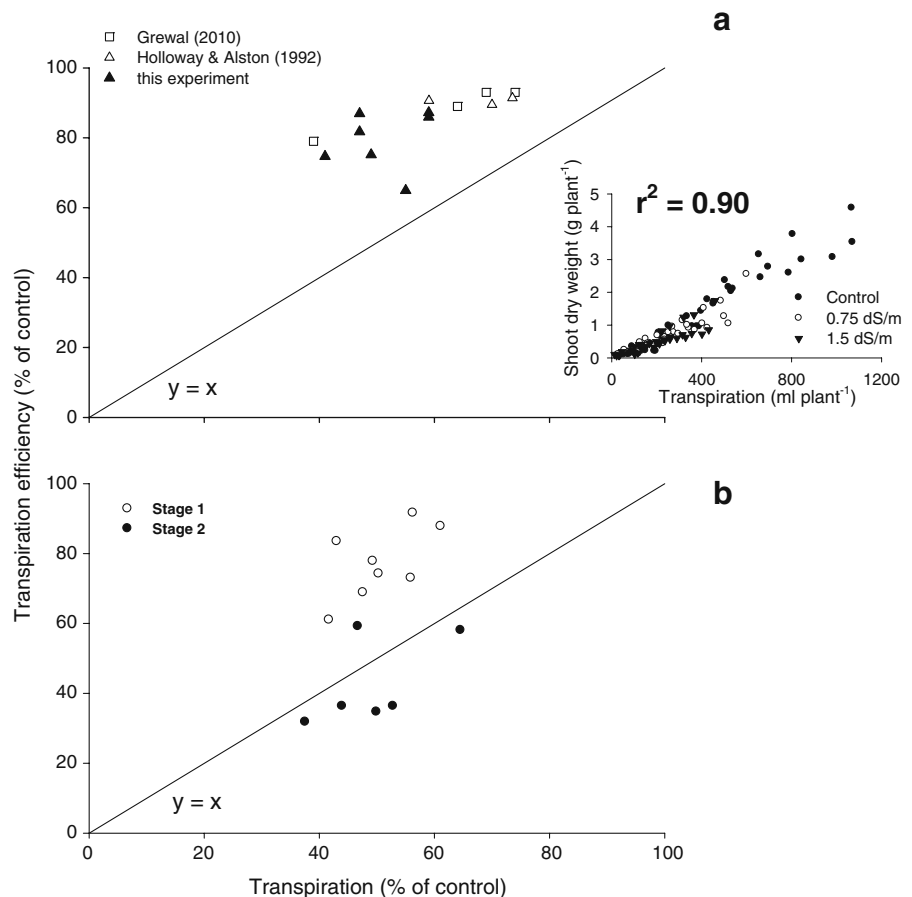 a
Grewal (2010)
Holloway & Alston (1992)
this experiment
100
80
60
40
20
0
y = x
r² = 0.90
Shoot dry weight (g plant⁻¹)
5
4
3
2
1
0
Control
0.75 dS/m
1.5 dS/m
0 400 800 1200
Transpiration (ml plant⁻¹)
Transpiration efficiency (% of control)
b
Stage 1
Stage 2
100
80
60
40
20
0
y = x
0 20 40 60 80 100
Transpiration (% of control)